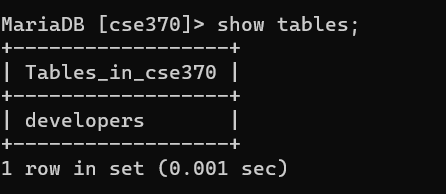 MariaDB [cse370]> show tables;
+------------------+
| Tables_in_cse370 |
+------------------+
| developers       |
+------------------+
1 row in set (0.001 sec)